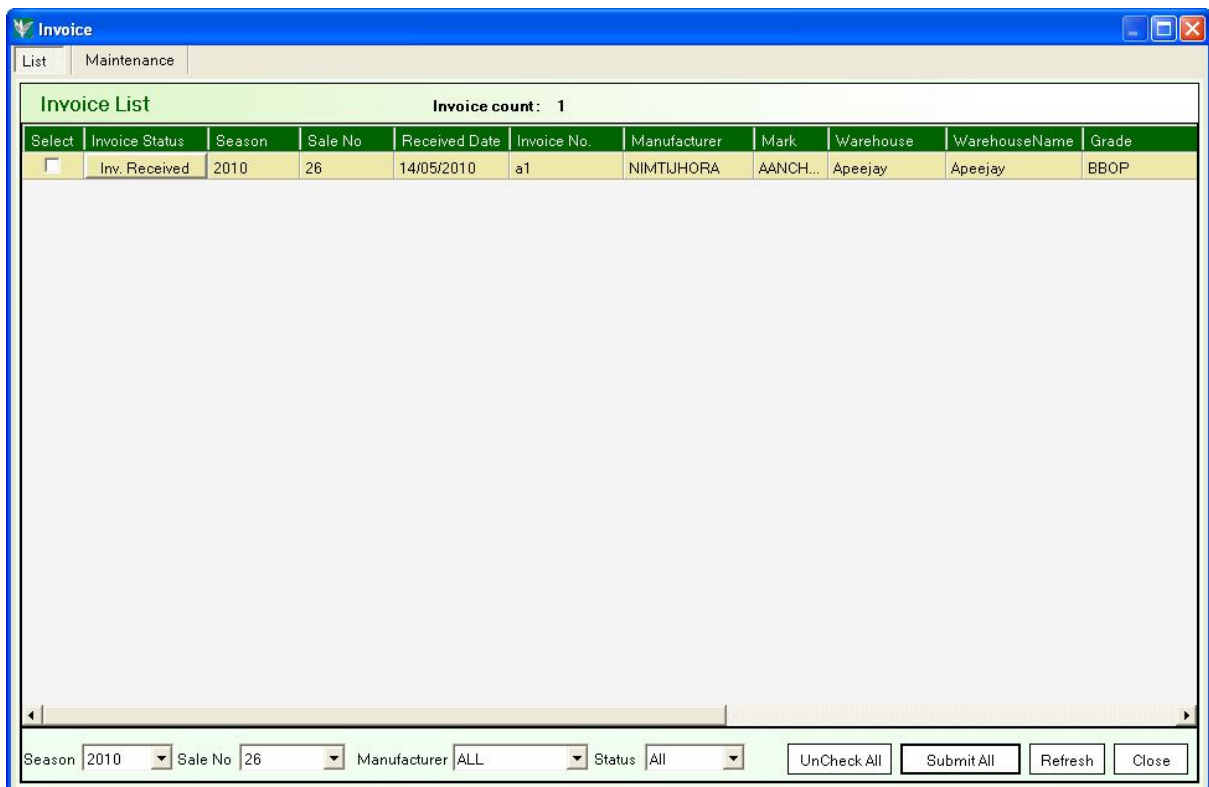 Invoice
List Maintenance
Invoice List Invoice count: 1
Select Invoice Status Season Sale No Received Date Invoice No. Manufacturer Mark Warehouse WarehouseName Grade
Inv. Received 2010 26 14/05/2010 a1 NIMTIJHORA AANCH... Apeejay Apeejay BBOP
Season 2010 Sale No 26 Manufacturer ALL Status All UnCheck All Submit All Refresh Close